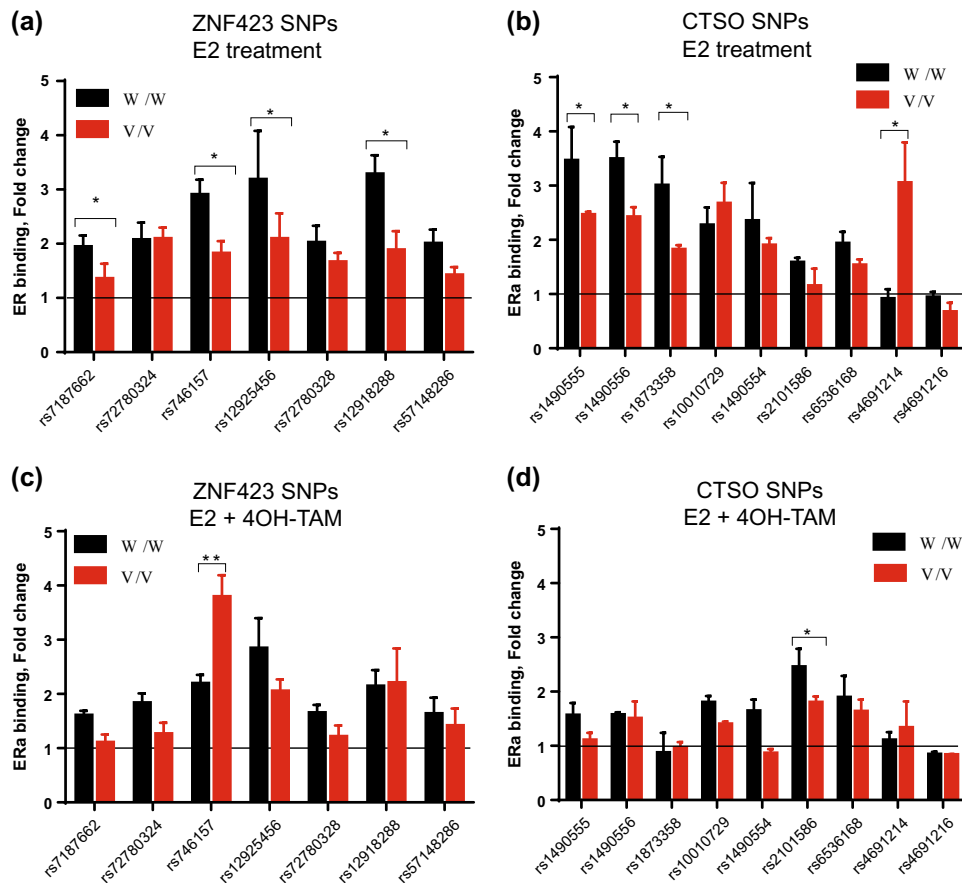 (a)
ZNF423 SNPs
E2 treatment
ER binding, Fold change
5
4
3
2
1
0
W /W
V/V
*
*
*
*
rs7187662
rs72780324
rs746157
rs12925456
rs72780328
rs12918288
rs57148286
(b)
CTSO SNPs
E2 treatment
ERa binding, Fold change
5
4
3
2
1
0
W /W
V/V
*
*
*
*
rs1490555
rs1490556
rs1873358
rs10010729
rs1490554
rs2101586
rs6536168
rs4691214
rs4691216
(c)
ZNF423 SNPs
E2 + 4OH-TAM
ERa binding, Fold change
5
4
3
2
1
0
W /W
V/V
**
rs7187662
rs72780324
rs746157
rs12925456
rs72780328
rs12918288
rs57148286
(d)
CTSO SNPs
E2 + 4OH-TAM
ERa binding, Fold change
5
4
3
2
1
0
W /W
V/V
*
rs1490555
rs1490556
rs1873358
rs10010729
rs1490554
rs2101586
rs6536168
rs4691214
rs4691216